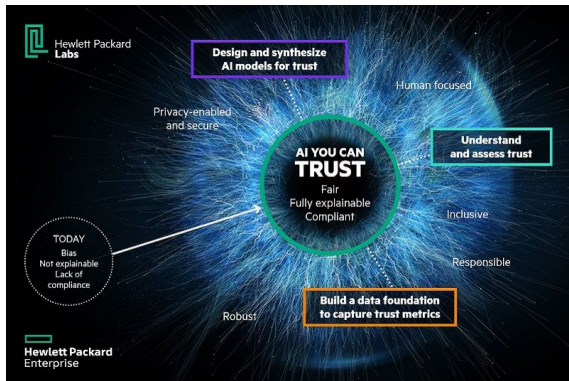 Hewlett Packard
Labs
Design and synthesize
AI models for trust
Human focused
Privacy-enabled
and secure
Understand
and assess trust
AI YOU CAN
TRUST
Fair
Fully explainable
Compliant
Inclusive
TODAY
Bias
Not explainable
Lack of
compliance
Responsible
Build a data foundation
to capture trust metrics
Robust
Hewlett Packard
Enterprise